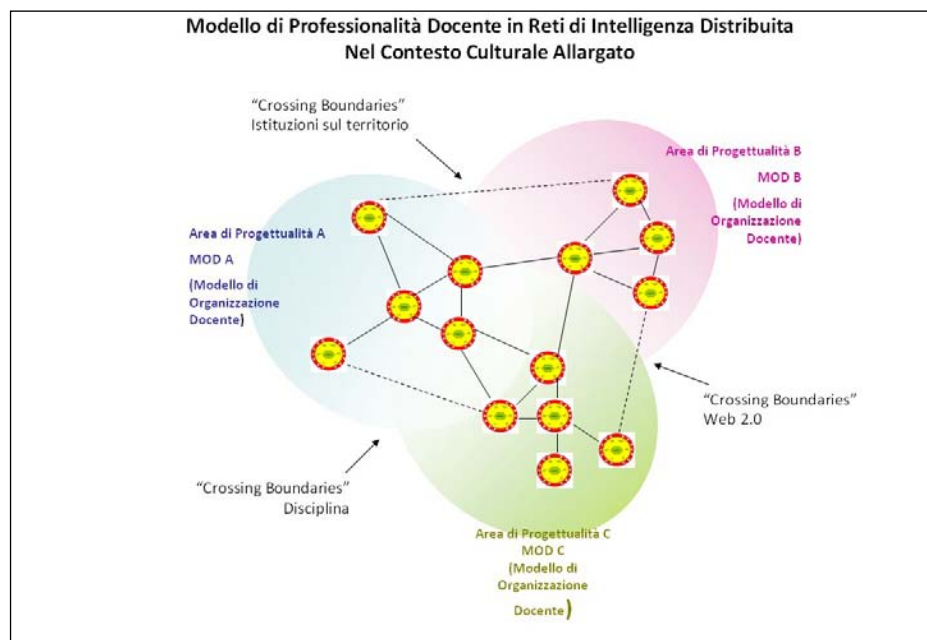 Modello di Professionalità Docente in Reti di Intelligenza Distribuita
Nel Contesto Culturale Allargato
“Crossing Boundaries”
Istituzioni sul territorio
Area di Progettualità B
MOD B
(Modello di
Organizzazione
Docente)
Area di Progettualità A
MOD A
(Modello di
Organizzazione
Docente)
“Crossing Boundaries”
Web 2.0
“Crossing Boundaries”
Disciplina
Area di Progettualità C
MOD C
(Modello di
Organizzazione
Docente)